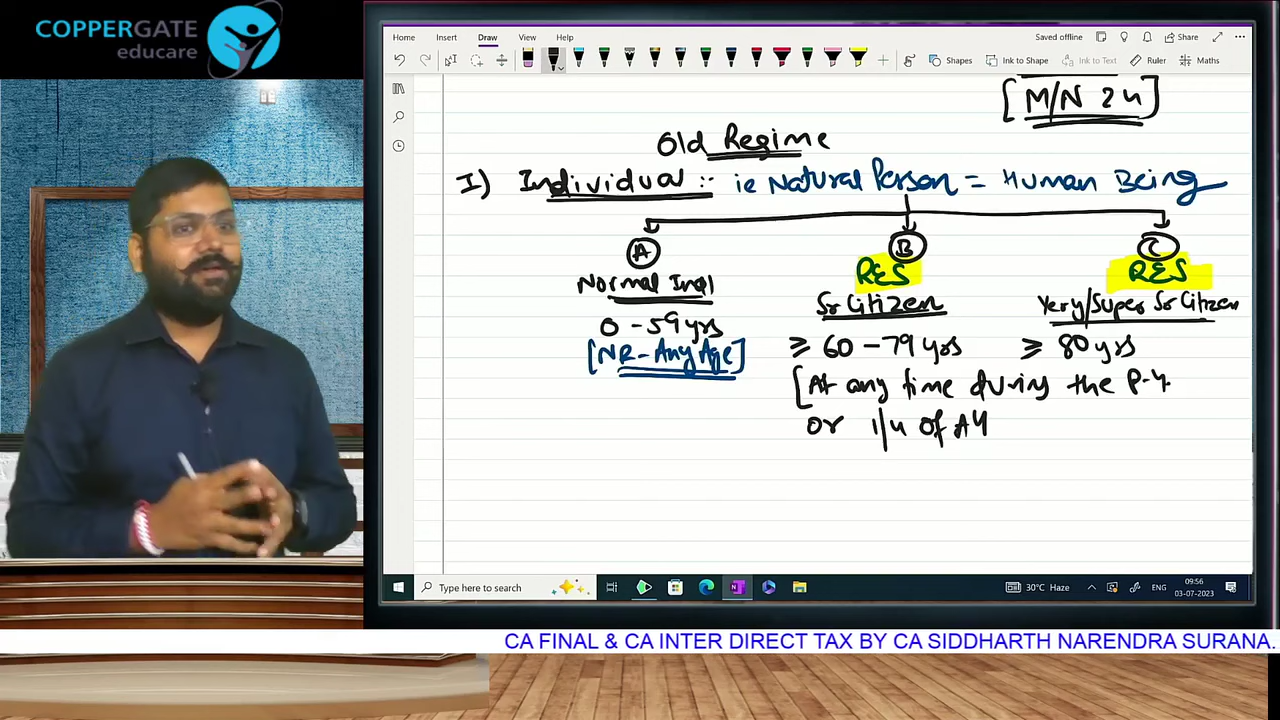 COPPERGATE
educare
Home Insert Draw View Help
Saved offline
Share
Shapes
Ink to Shape
Ink to Text
Ruler
Maths
[M/N 24]
Old Regime
I) Individual :- ie Natural Person = Human Being
A B C
Normal Indl
RES
RES
Sr Citizen
Very/Super Sr Citizen
0 - 59 yrs
≥ 60 - 79 yrs
≥ 80 yrs
[NR - Any Age]
[At any time during the P.Y.
or 1/4 of AY
Type here to search
30°C Haze
ENG
09:56
03-07-2023
CA FINAL & CA INTER DIRECT TAX BY CA SIDDHARTH NARENDRA SURANA.